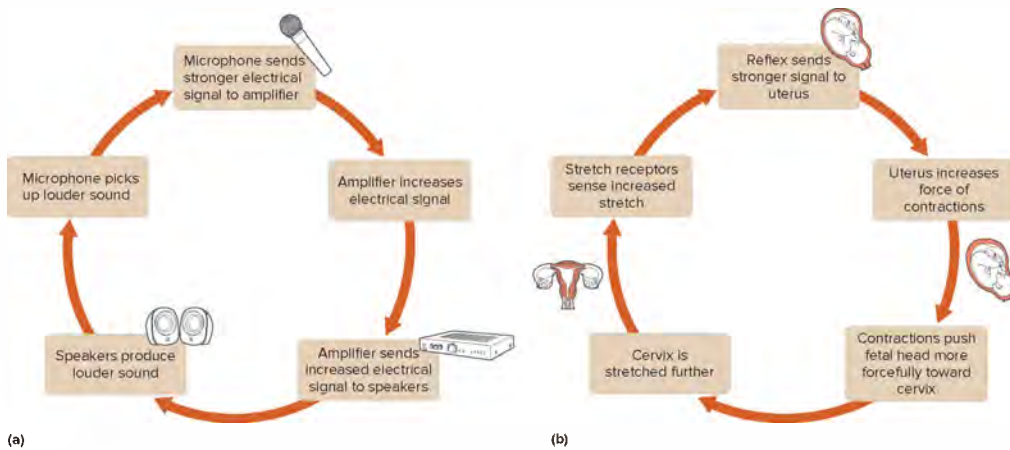 Microphone sends
stronger electrical
signal to amplifier
Amplifier increases
electrical signal
Amplifier sends
increased electrical
signal to speakers
Speakers produce
louder sound
Microphone picks
up louder sound
(a)
Reflex sends
stronger signal to
uterus
Uterus increases
force of
contractions
Contractions push
fetal head more
forcefully toward
cervix
Cervix is
stretched further
Stretch receptors
sense increased
stretch
(b)